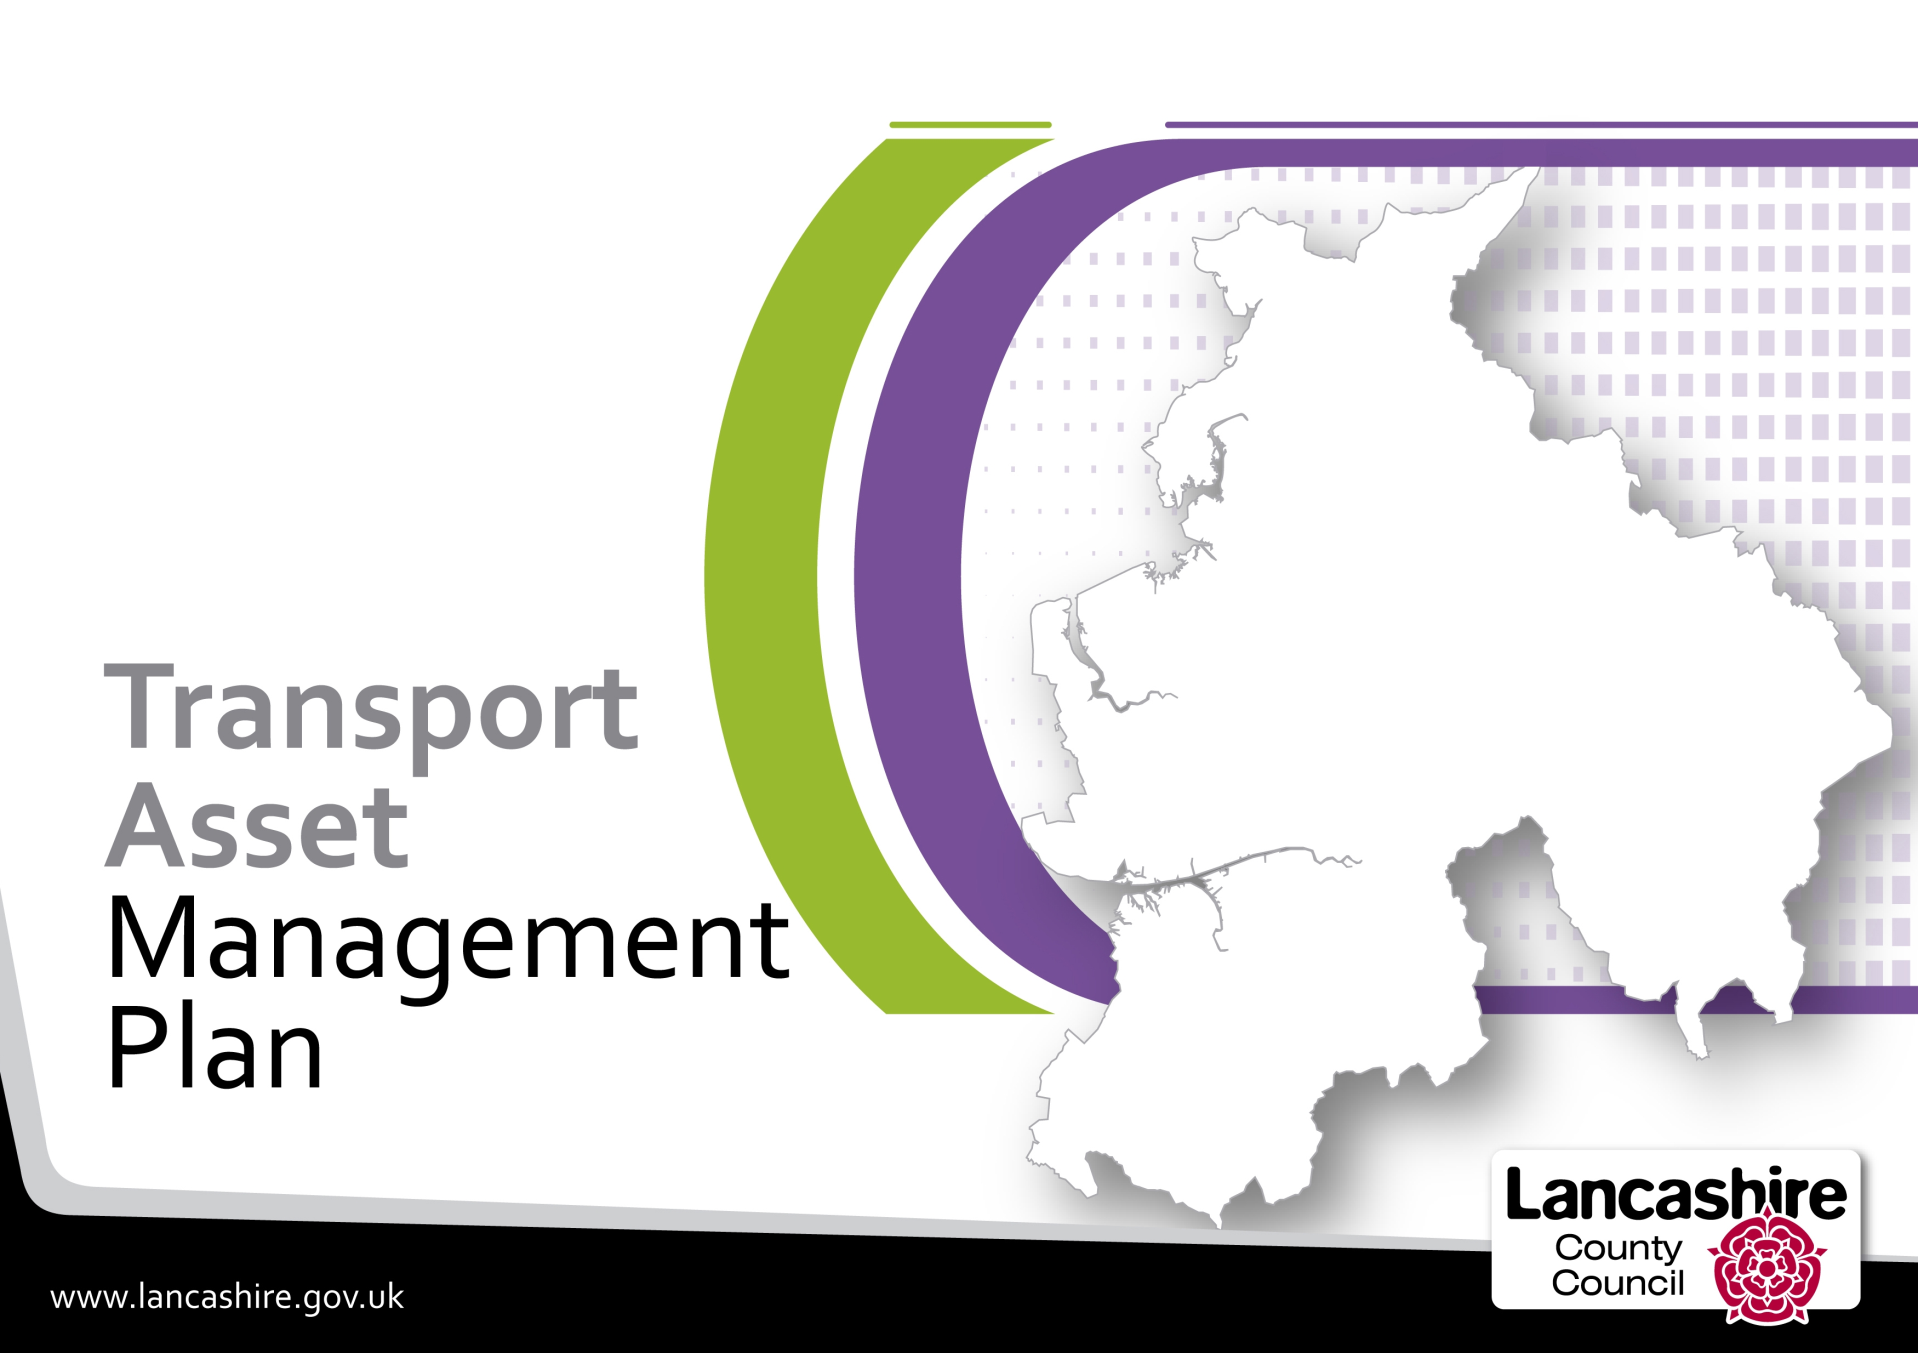 Transport
Asset
Management
Plan
Lancashire
County
Council
www.lancashire.gov.uk